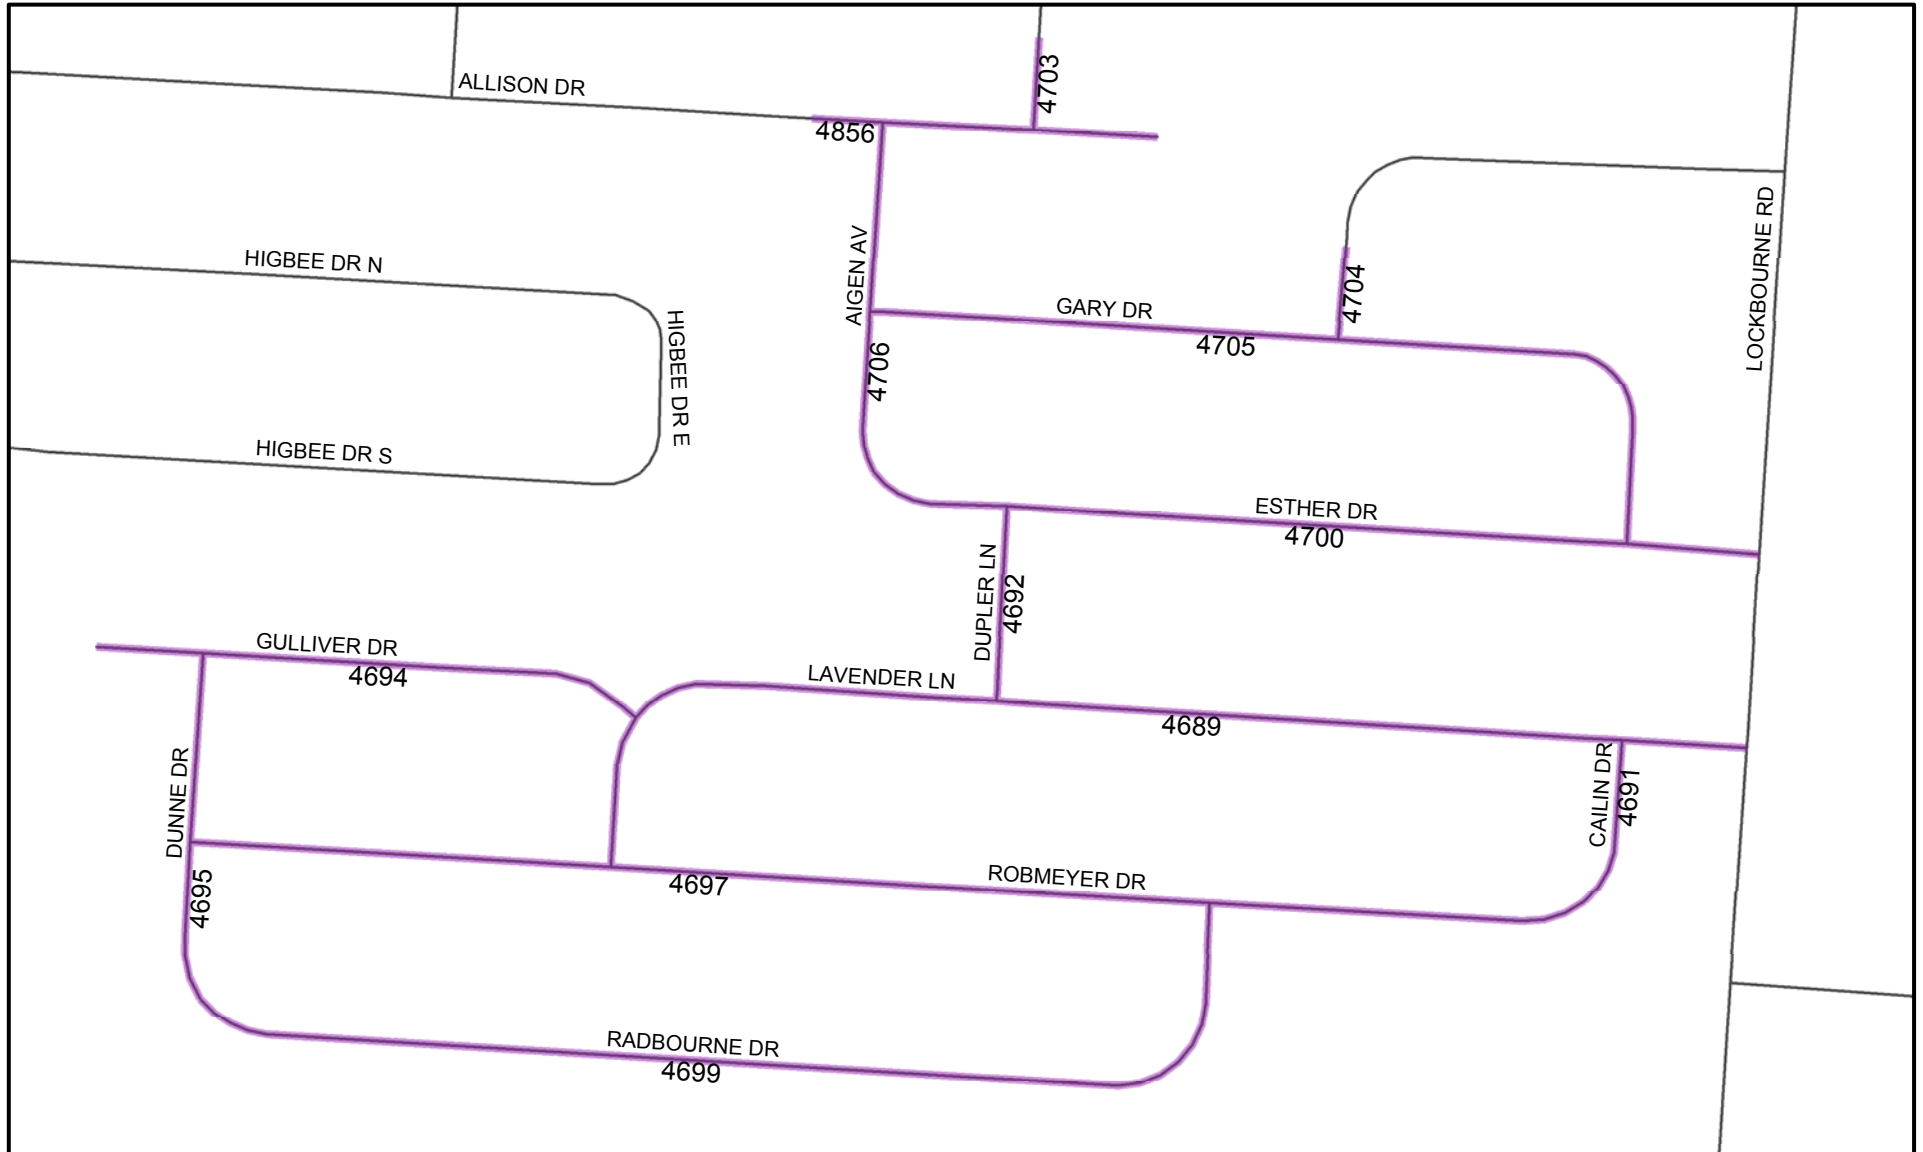 4703
ALLISON DR
4856
LOCKBOURNE RD
AIGEN AV
HIGBEE DR N
4704
GARY DR
4705
HIGBEE DR E
4706
HIGBEE DR S
ESTHER DR
4700
DUPLER LN
4692
GULLIVER DR
4694
LAVENDER LN
4689
CAILIN DR
4691
DUNNE DR
4695
ROBMEYER DR
4697
RADBOURNE DR
4699